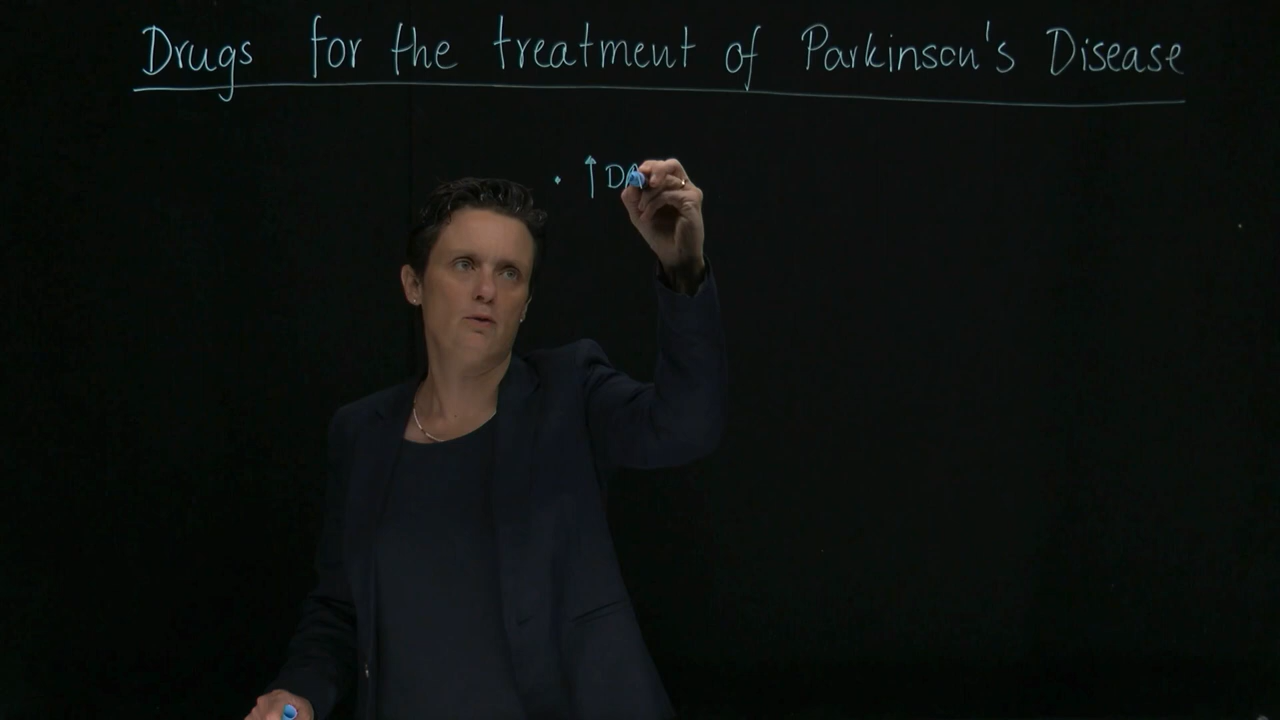 Drugs for the treatment of Parkinson's Disease
• ↑ DA